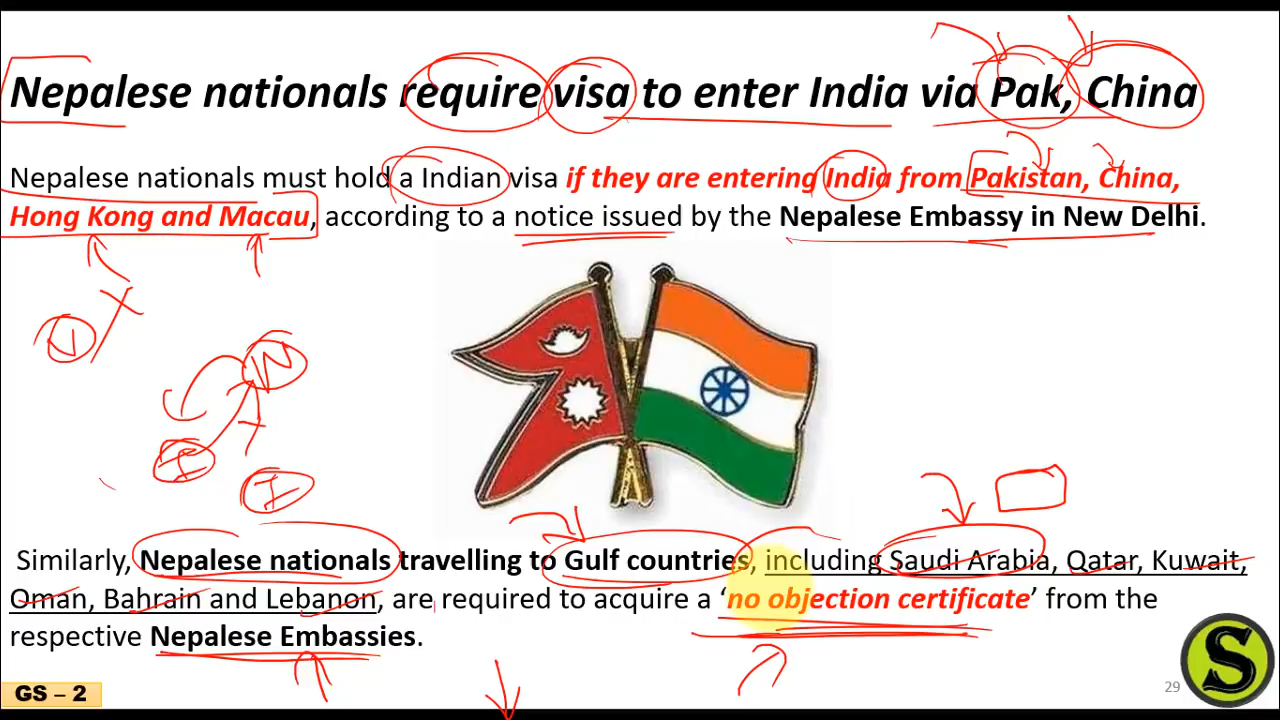 Nepalese nationals require visa to enter India via Pak, China
Nepalese nationals must hold a Indian visa if they are entering India from Pakistan, China,
Hong Kong and Macau, according to a notice issued by the Nepalese Embassy in New Delhi.
N
I
I
Similarly, Nepalese nationals travelling to Gulf countries, including Saudi Arabia, Qatar, Kuwait,
Oman, Bahrain and Lebanon, are required to acquire a ‘no objection certificate’ from the
respective Nepalese Embassies.
GS – 2
29
S